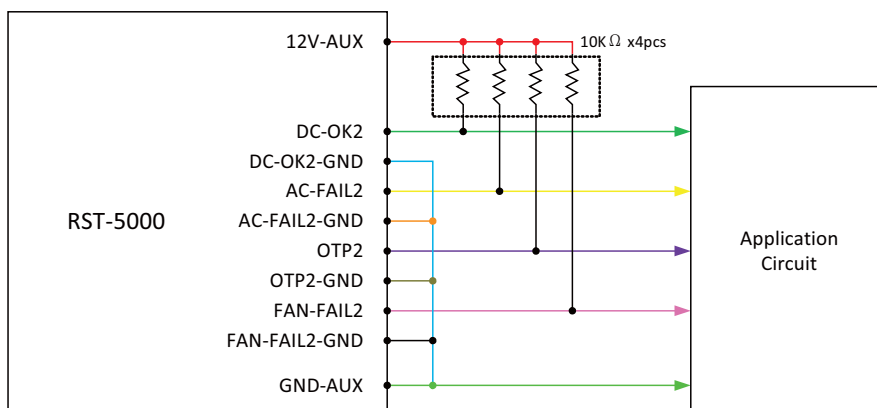 12V-AUX
10KΩ x4pcs
DC-OK2
DC-OK2-GND
AC-FAIL2
RST-5000
AC-FAIL2-GND
OTP2
Application
Circuit
OTP2-GND
FAN-FAIL2
FAN-FAIL2-GND
GND-AUX